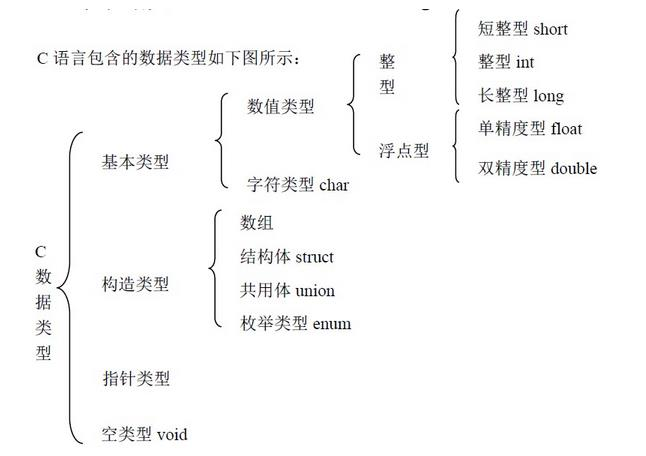 C 语言包含的数据类型如下图所示：
短整型 short
整型
整型 int
长整型 long
数值类型
单精度型 float
浮点型
双精度型 double
基本类型
字符类型 char
数组
结构体 struct
C数据类型
构造类型
共用体 union
枚举类型 enum
指针类型
空类型 void